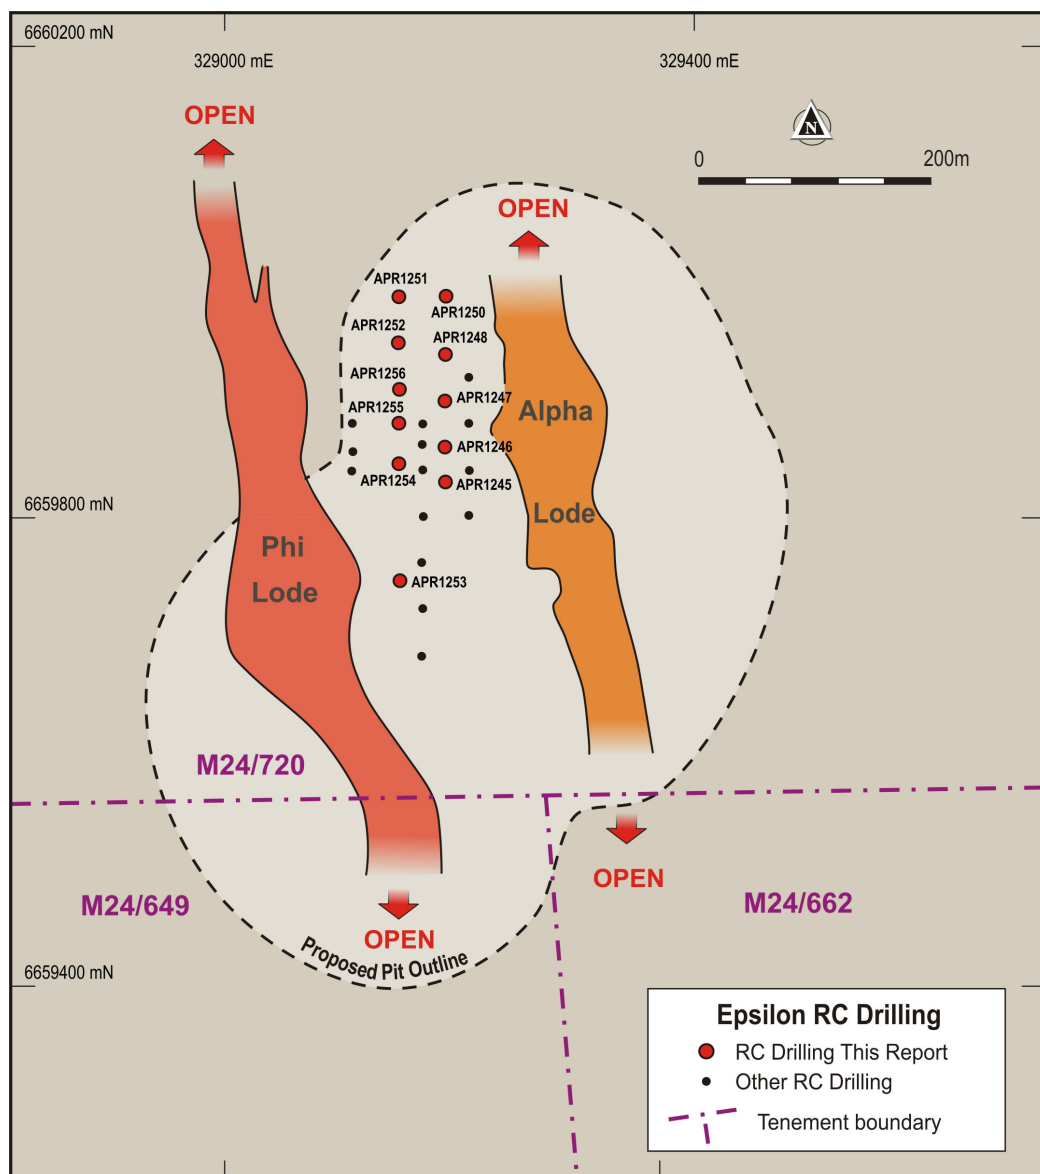 6660200 mN
329000 mE
329400 mE
OPEN
N
0
200m
OPEN
APR1251
APR1250
APR1252
APR1248
APR1256
APR1247
APR1255
Alpha
APR1246
APR1254
APR1245
6659800 mN
Lode
Phi
APR1253
Lode
M24/720
OPEN
M24/649
M24/662
OPEN
Proposed Pit Outline
6659400 mN
Epsilon RC Drilling
RC Drilling This Report
Other RC Drilling
Tenement boundary